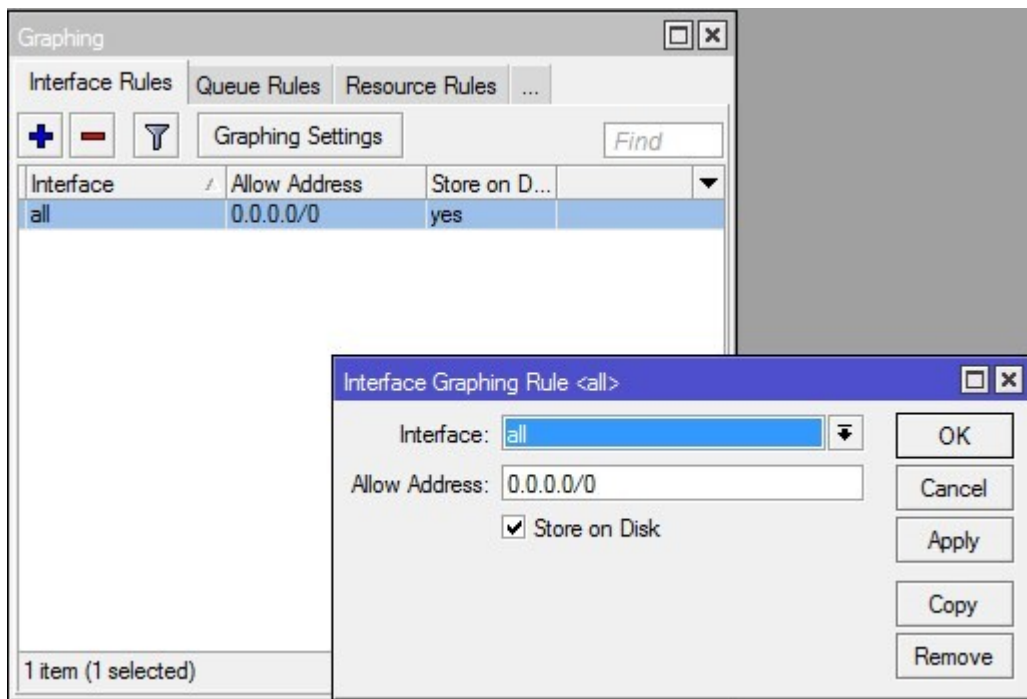 Graphing
Interface Rules Queue Rules Resource Rules ...
Graphing Settings Find
Interface Allow Address Store on D...
all 0.0.0.0/0 yes
Interface Graphing Rule <all>
Interface: all OK
Allow Address: 0.0.0.0/0 Cancel
Store on Disk Apply
Copy
Remove
1 item (1 selected)